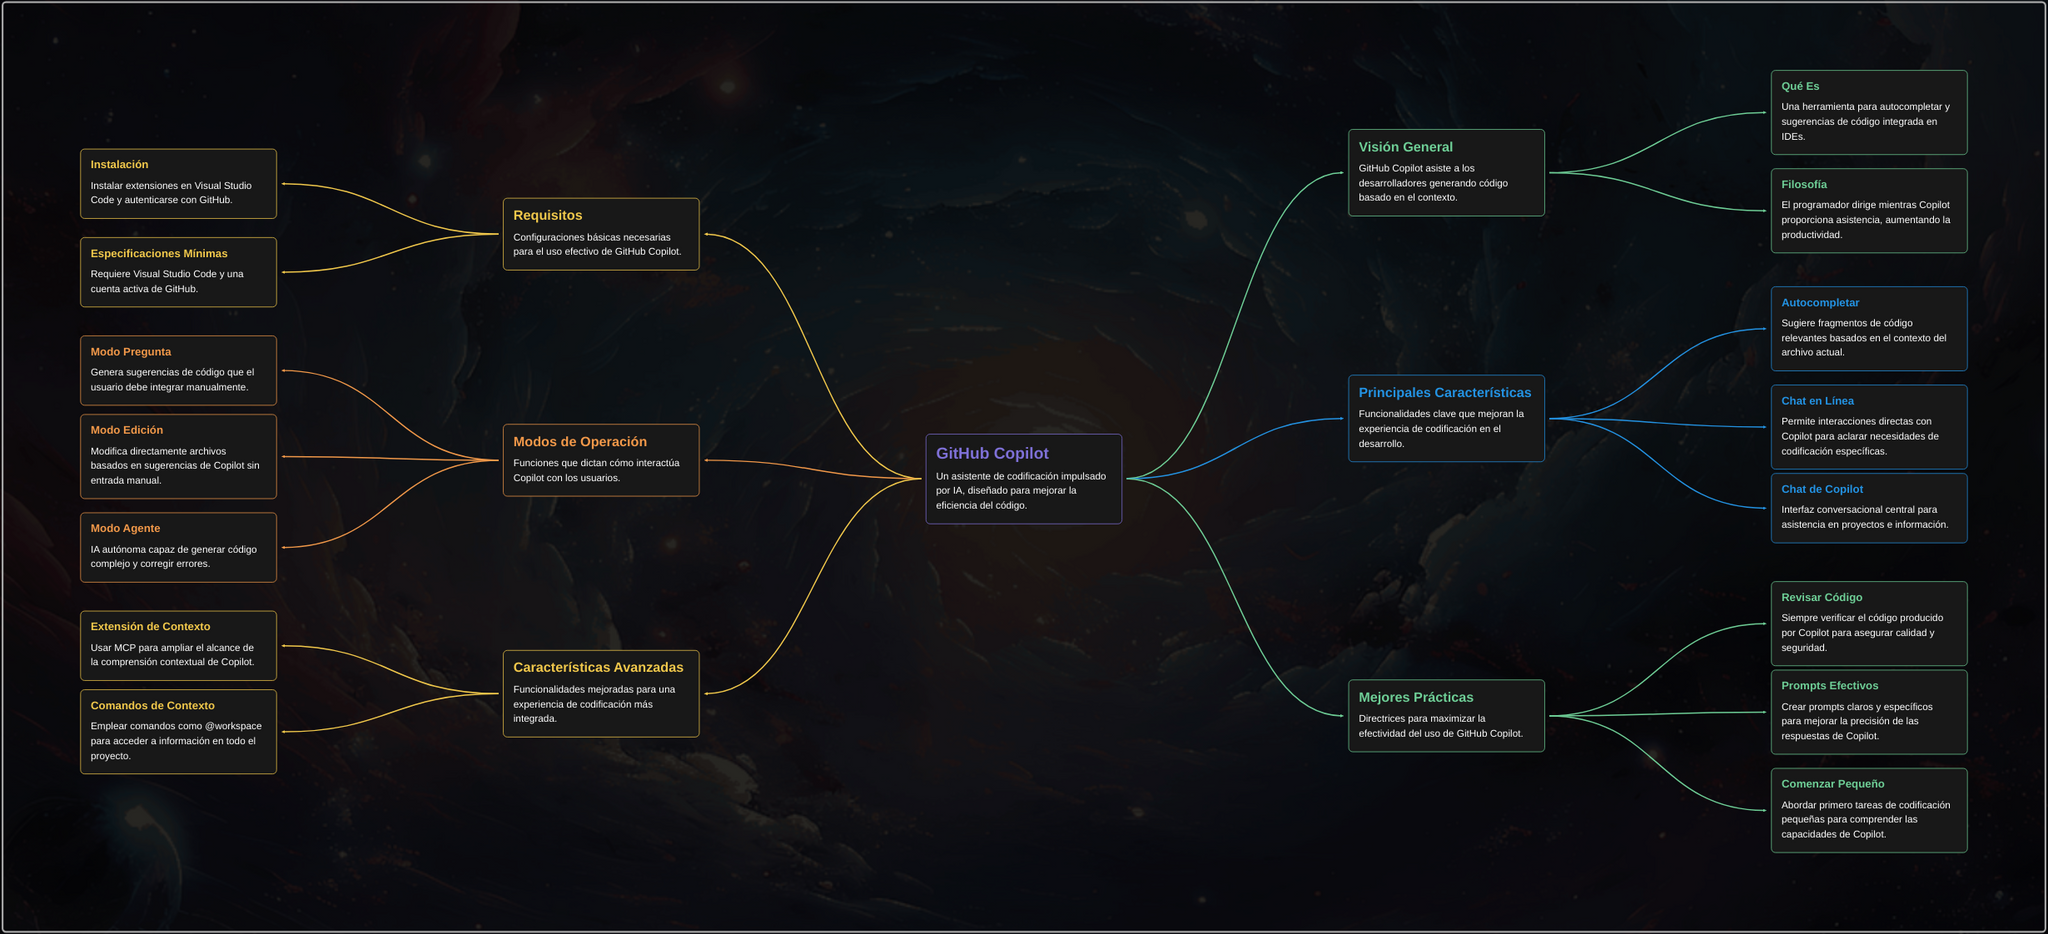 GitHub Copilot
Un asistente de codificación impulsado
por IA, diseñado para mejorar la
eficiencia del código.
Visión General
GitHub Copilot asiste a los
desarrolladores generando código
basado en el contexto.
Qué Es
Una herramienta para autocompletar y
sugerencias de código integrada en
IDEs.
Filosofía
El programador dirige mientras Copilot
proporciona asistencia, aumentando la
productividad.
Principales Características
Funcionalidades clave que mejoran la
experiencia de codificación en el
desarrollo.
Autocompletar
Sugiere fragmentos de código
relevantes basados en el contexto del
archivo actual.
Chat en Línea
Permite interacciones directas con
Copilot para aclarar necesidades de
codificación específicas.
Chat de Copilot
Interfaz conversacional central para
asistencia en proyectos e información.
Mejores Prácticas
Directrices para maximizar la
efectividad del uso de GitHub Copilot.
Revisar Código
Siempre verificar el código producido
por Copilot para asegurar calidad y
seguridad.
Prompts Efectivos
Crear prompts claros y específicos
para mejorar la precisión de las
respuestas de Copilot.
Comenzar Pequeño
Abordar primero tareas de codificación
pequeñas para comprender las
capacidades de Copilot.
Requisitos
Configuraciones básicas necesarias
para el uso efectivo de GitHub Copilot.
Instalación
Instalar extensiones en Visual Studio
Code y autenticarse con GitHub.
Especificaciones Mínimas
Requiere Visual Studio Code y una
cuenta activa de GitHub.
Modos de Operación
Funciones que dictan cómo interactúa
Copilot con los usuarios.
Modo Pregunta
Genera sugerencias de código que el
usuario debe integrar manualmente.
Modo Edición
Modifica directamente archivos
basados en sugerencias de Copilot sin
entrada manual.
Modo Agente
IA autónoma capaz de generar código
complejo y corregir errores.
Características Avanzadas
Funcionalidades mejoradas para una
experiencia de codificación más
integrada.
Extensión de Contexto
Usar MCP para ampliar el alcance de
la comprensión contextual de Copilot.
Comandos de Contexto
Emplear comandos como @workspace
para acceder a información en todo el
proyecto.